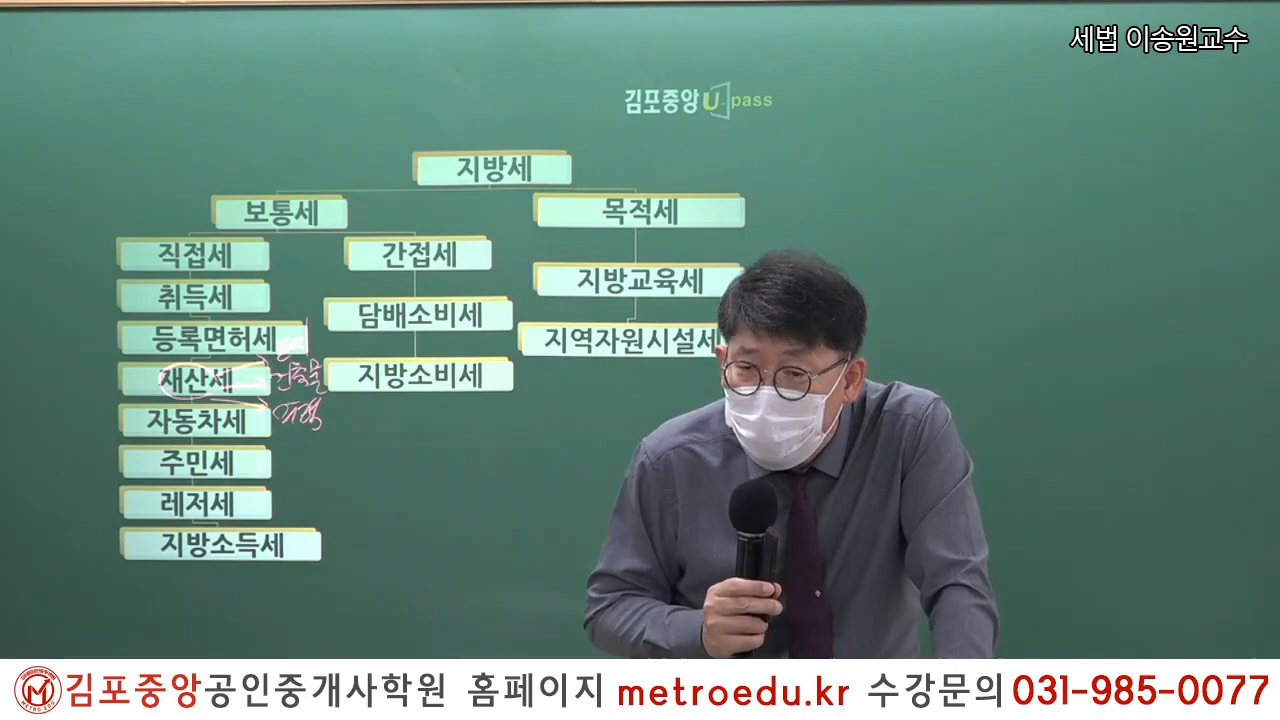 세법 이송원교수
김포중앙 U pass
지방세
보통세
목적세
직접세
간접세
취득세
담배소비세
지방교육세
등록면허세
지방소비세
지역자원시설세
재산세
건축물
자동차세
주민세
레저세
지방소득세
METRO EDU
김포중앙공인중개사학원 홈페이지 metroedu.kr 수강문의 031-985-0077